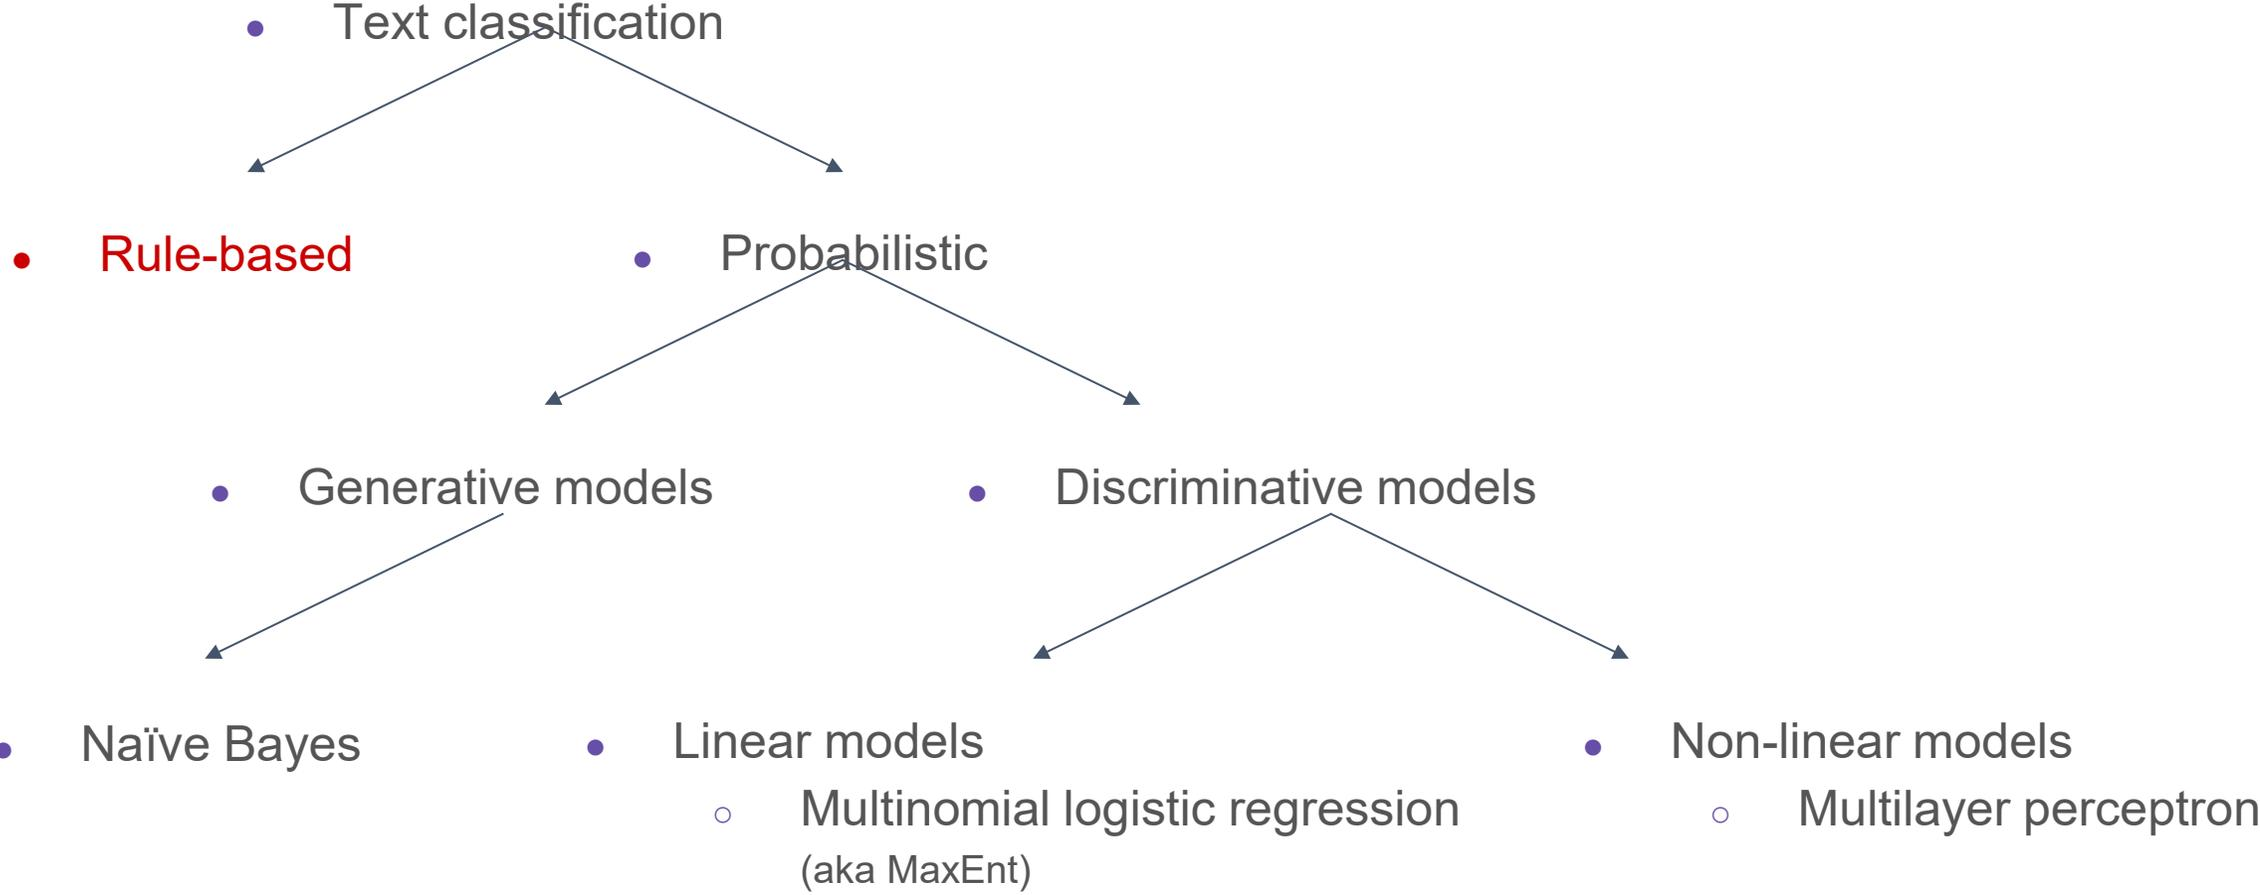 Text classification
Rule-based
Probabilistic
Generative models
Discriminative models
Naïve Bayes
Linear models
Multinomial logistic regression
(aka MaxEnt)
Non-linear models
Multilayer perceptron